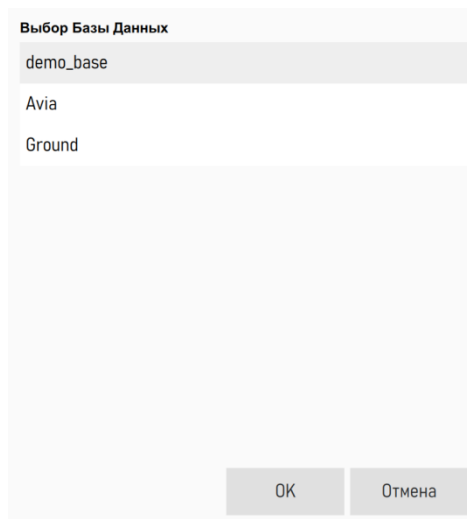 Выбор Базы Данных
demo_base
Avia
Ground
OK Отмена